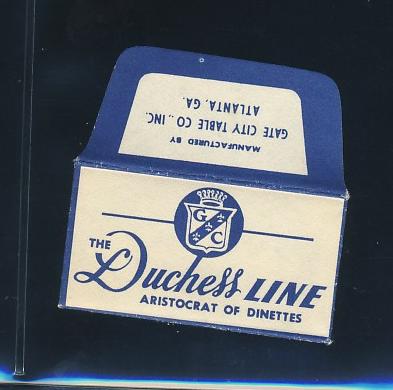 MANUFACTURED BY
GATE CITY TABLE CO., INC.
ATLANTA, GA.
G C
THE
Duchess LINE
ARISTOCRAT OF DINETTES